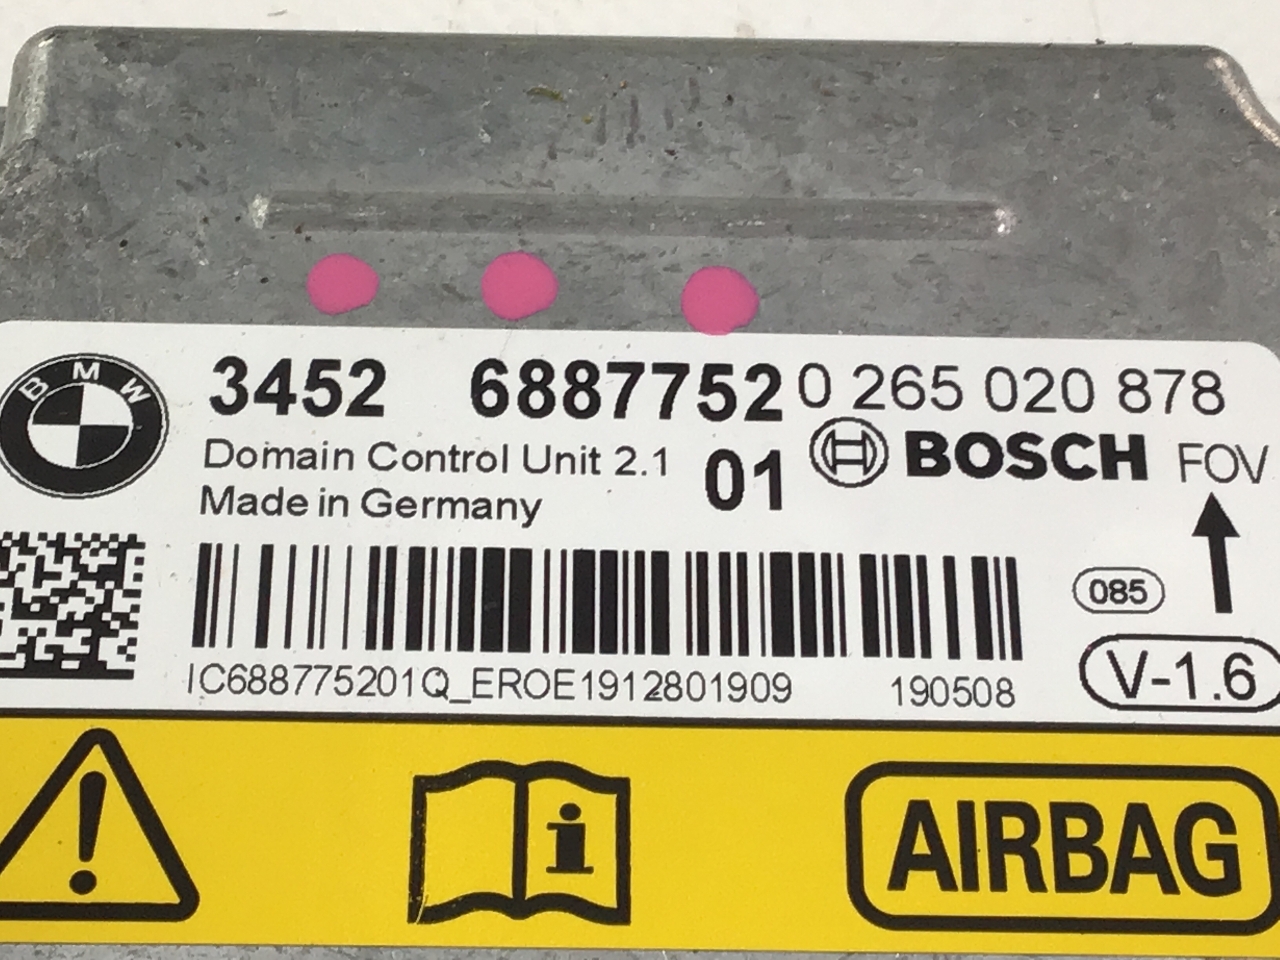 BMW
3452 6887752 0 265 020 878
Domain Control Unit 2.1 01 BOSCH FOV
Made in Germany
085
IC688775201Q_EROE1912801909 190508 V-1.6
AIRBAG